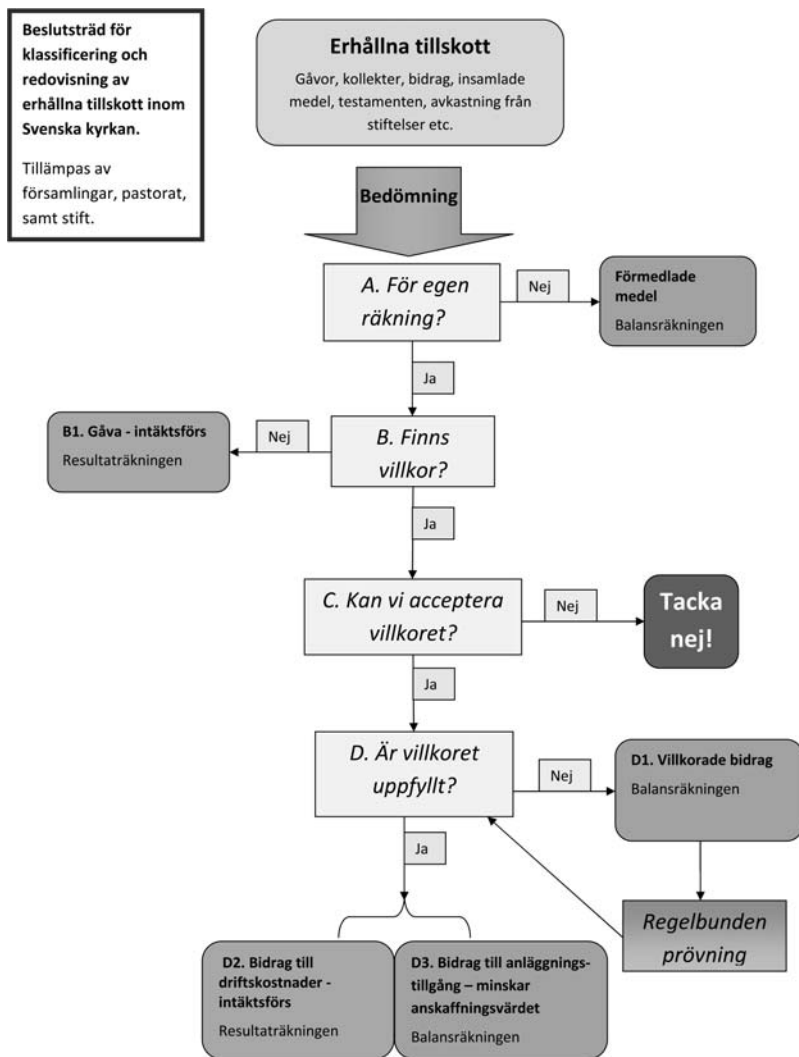 Beslutsträd för
klassificering och
redovisning av
erhållna tillskott inom
Svenska kyrkan.
Tillämpas av
församlingar, pastorat,
samt stift.
Erhållna tillskott
Gåvor, kollekter, bidrag, insamlade
medel, testamenten, avkastning från
stiftelser etc.
Bedömning
A. För egen
räkning?
Nej
Förmedlade
medel
Balansräkningen
Ja
B1. Gåva - intäktsförs
Resultaträkningen
Nej
B. Finns
villkor?
Ja
C. Kan vi acceptera
villkoret?
Nej
Tacka
nej!
Ja
D. Är villkoret
uppfyllt?
Nej
D1. Villkorade bidrag
Balansräkningen
Ja
Regelbunden
prövning
D2. Bidrag till
driftskostnader -
intäktsförs
Resultaträkningen
D3. Bidrag till anläggnings-
tillgång – minskar
anskaffningsvärdet
Balansräkningen